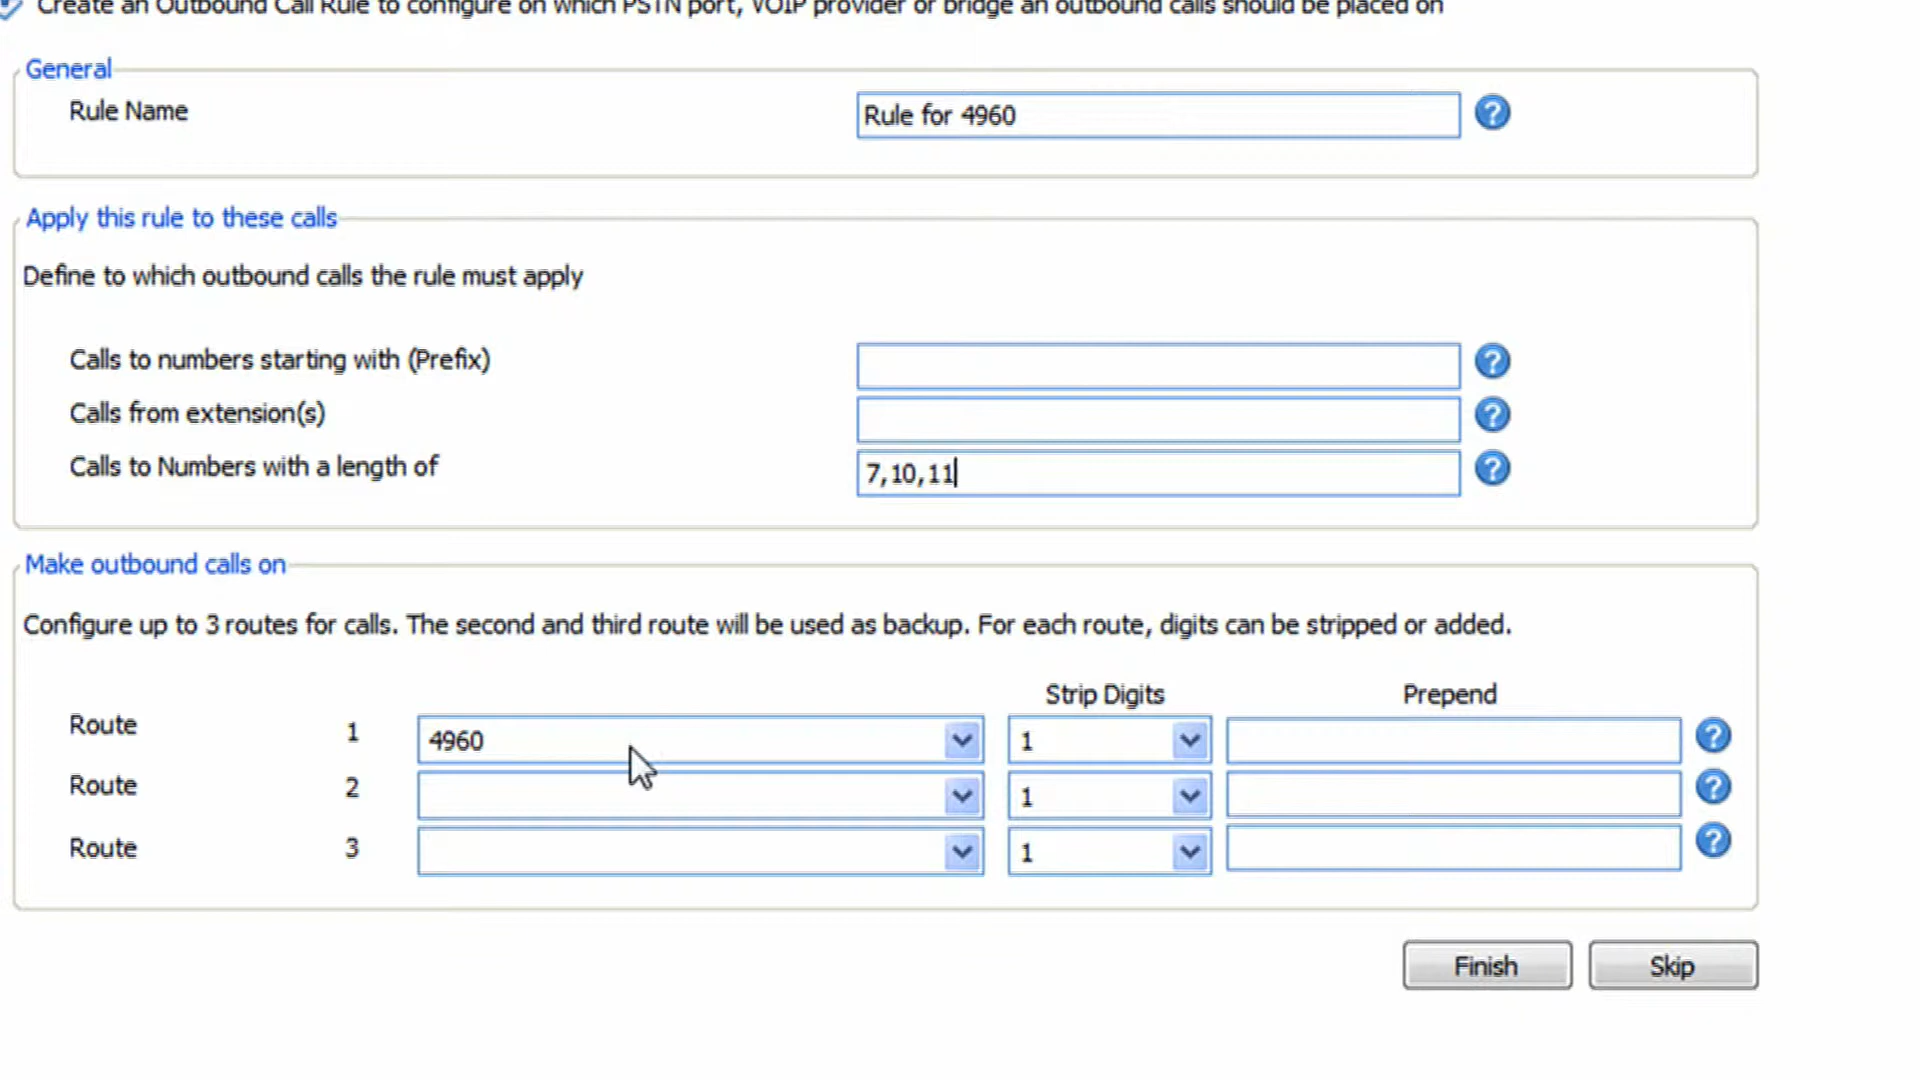 Create an Outbound Call Rule to configure on which PSTN port, VOIP provider or bridge an outbound calls should be placed on
General
Rule Name
Rule for 4960
Apply this rule to these calls
Define to which outbound calls the rule must apply
Calls to numbers starting with (Prefix)
Calls from extension(s)
Calls to Numbers with a length of
7,10,11
Make outbound calls on
Configure up to 3 routes for calls. The second and third route will be used as backup. For each route, digits can be stripped or added.
Strip Digits Prepend
Route 1 4960 1
Route 2 1
Route 3 1
Finish Skip